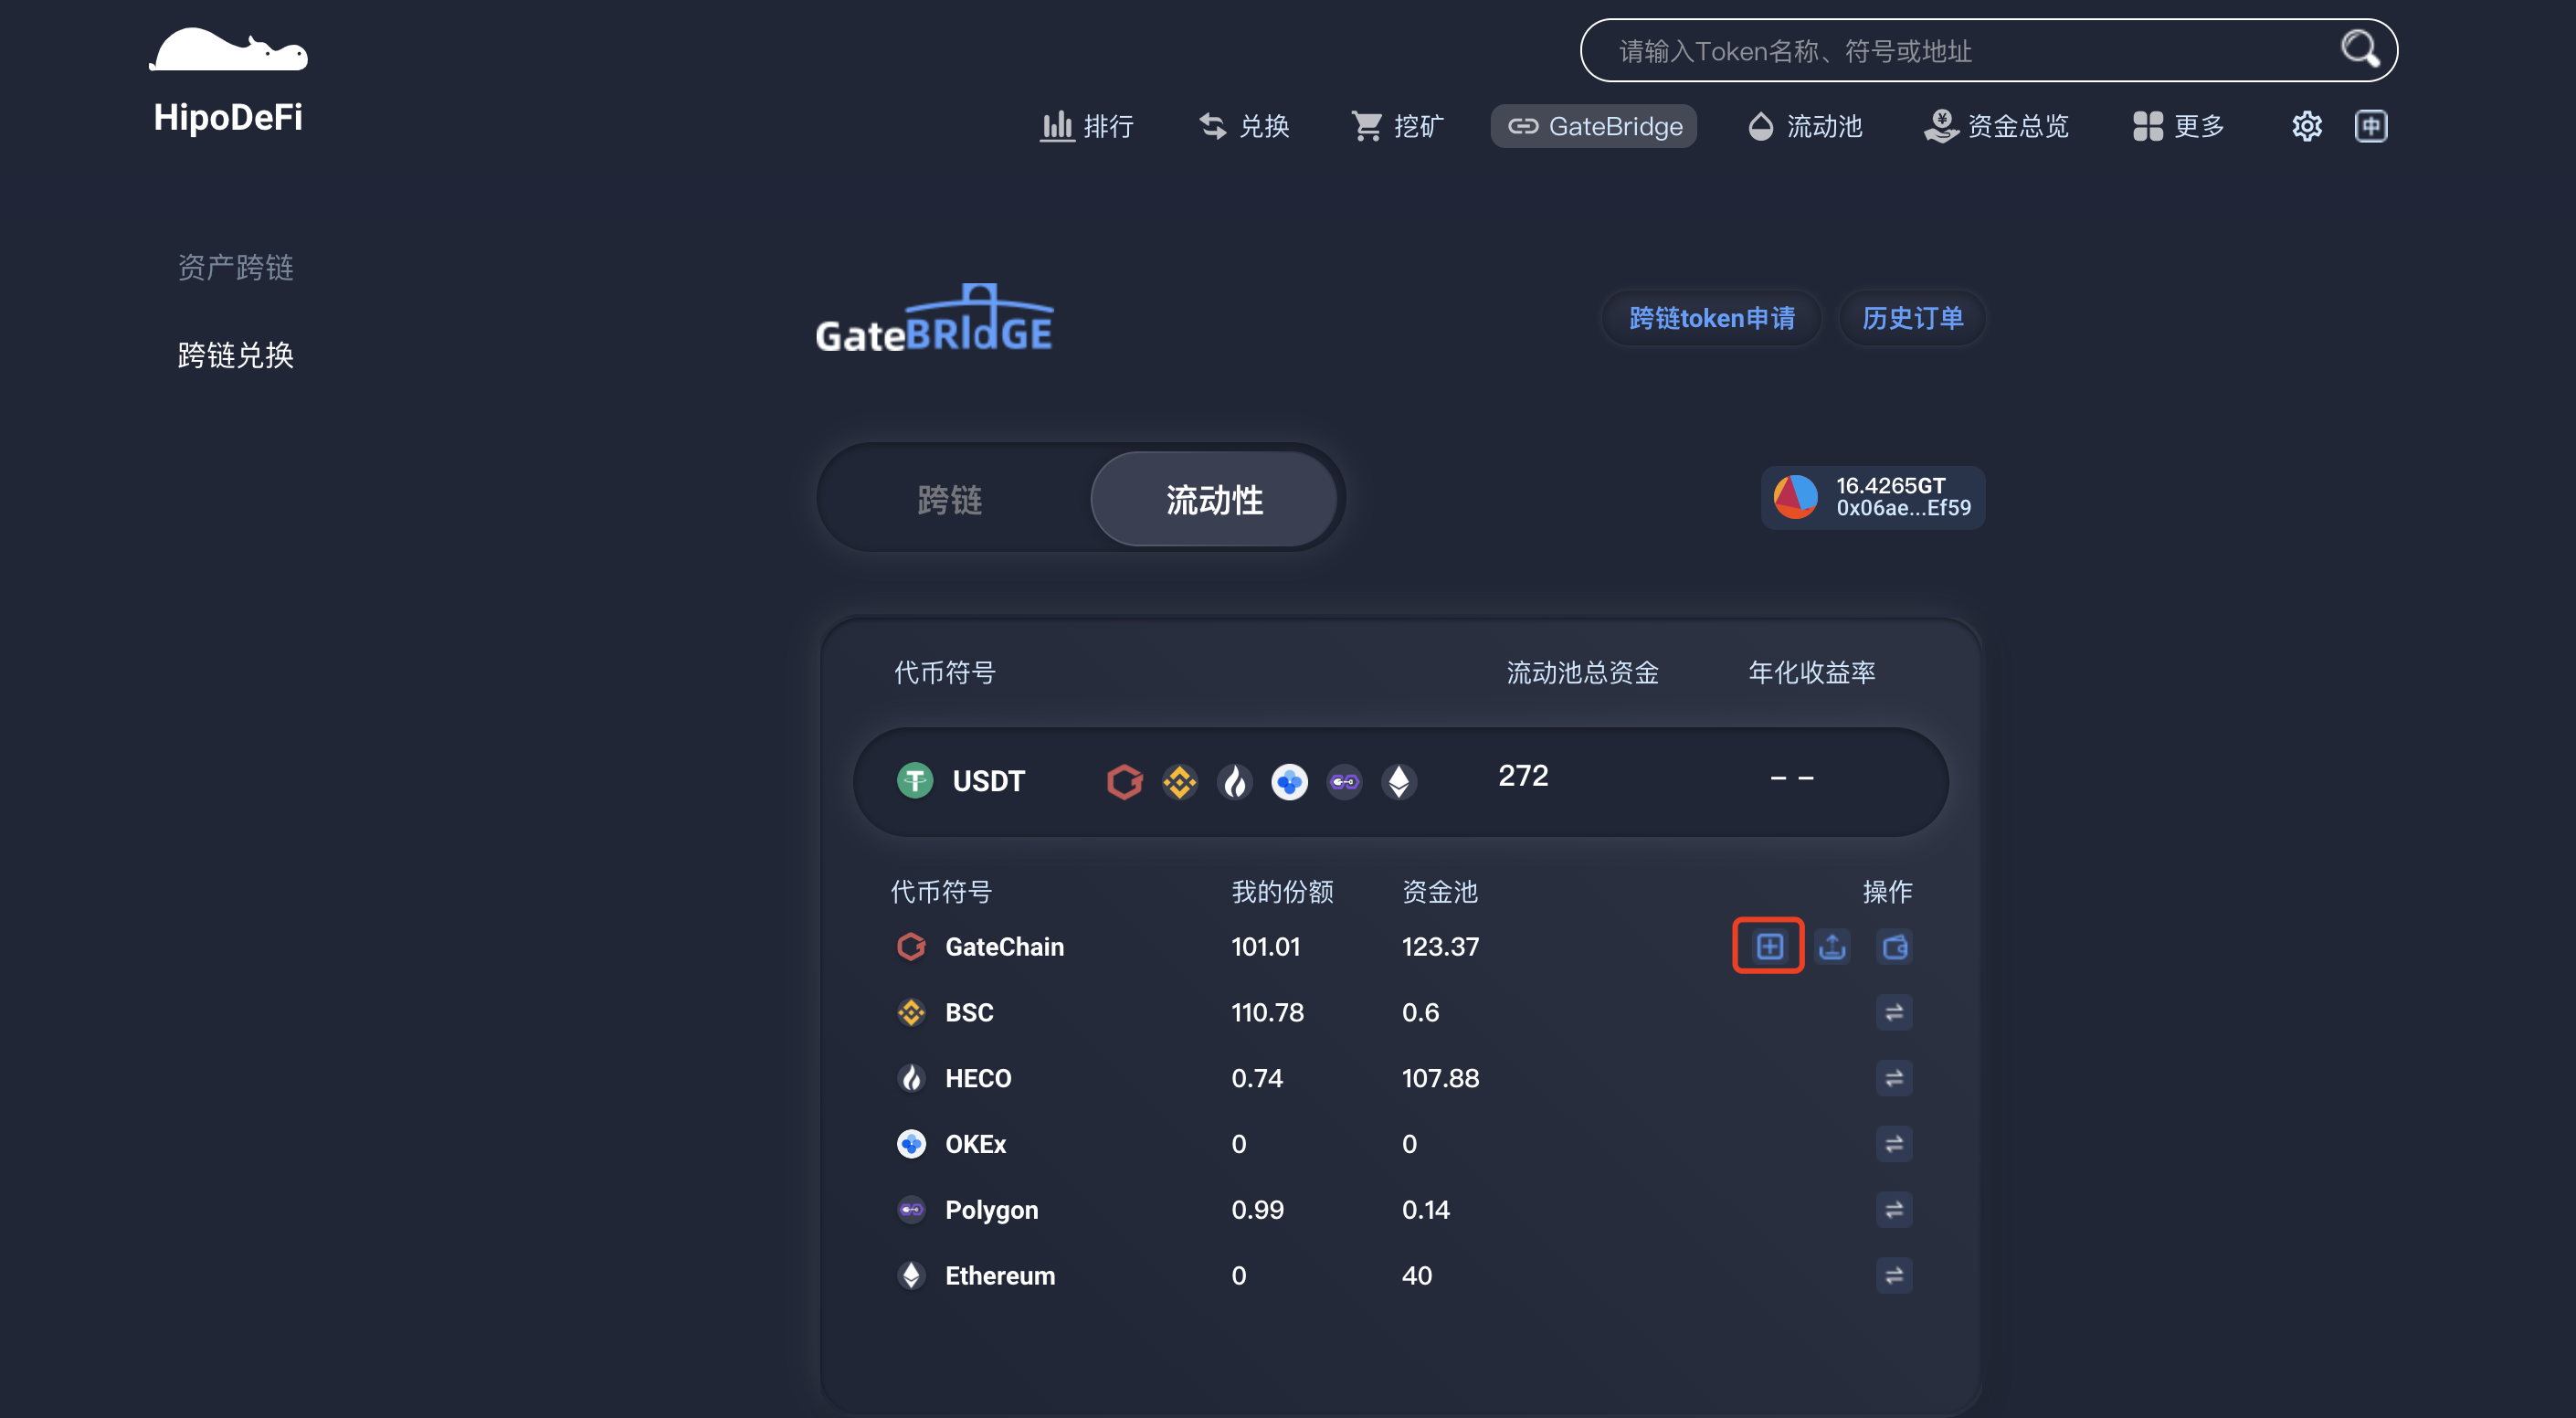 请输入Token名称、符号或地址
HipoDeFi
排行 兑换 挖矿 GateBridge 流动池 资金总览 更多 中
资产跨链
跨链兑换
GateBRIdGE
跨链token申请 历史订单
跨链 流动性
16.4265GT
0x06ae...Ef59
代币符号 流动池总资金 年化收益率
USDT 272 – –
代币符号 我的份额 资金池 操作
GateChain 101.01 123.37
BSC 110.78 0.6
HECO 0.74 107.88
OKEx 0 0
Polygon 0.99 0.14
Ethereum 0 40